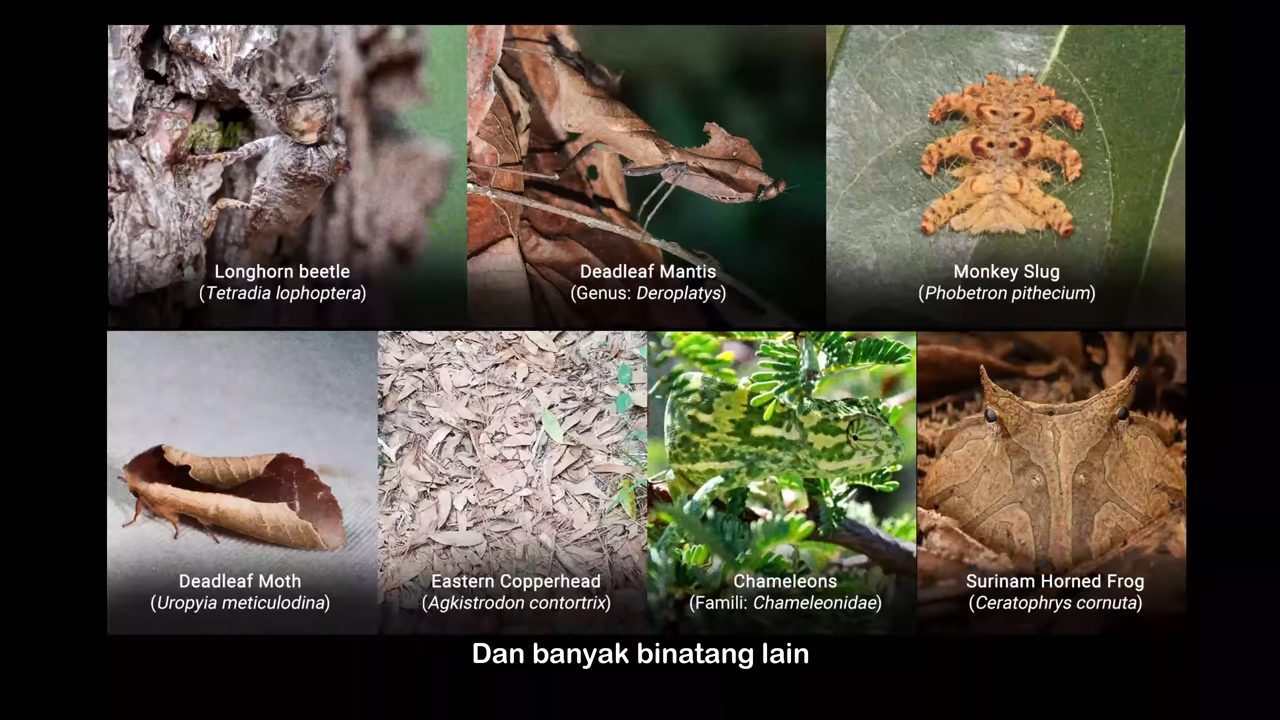 Longhorn beetle
(Tetradia lophoptera)
Deadleaf Mantis
(Genus: Deroplatys)
Monkey Slug
(Phobetron pithecium)
Deadleaf Moth
(Uropyia meticulodina)
Eastern Copperhead
(Agkistrodon contortrix)
Chameleons
(Famili: Chameleonidae)
Surinam Horned Frog
(Ceratophrys cornuta)
Dan banyak binatang lain